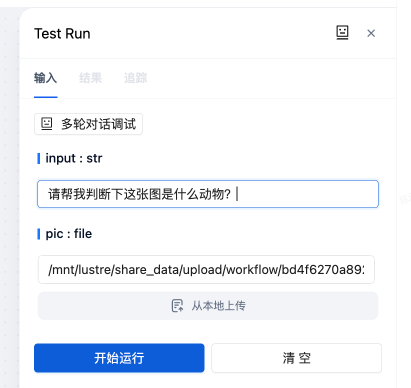 Test Run
输入 结果 追踪
多轮对话调试
input : str
请帮我判断下这张图是什么动物?
pic : file
/mnt/lustre/share_data/upload/workflow/bd4f6270a89
从本地上传
开始运行 清空